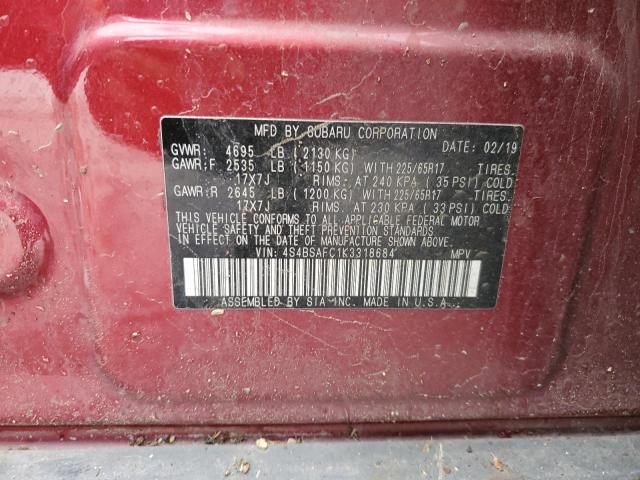 MFD BY SUBARU CORPORATION
GVWR: 4695 LB ( 2130 KG) DATE: 02/19
GAWR:F 2535 LB ( 1150 KG) WITH 225/65R17 TIRES.
17X7J RIMS: AT 240 KPA ( 35 PSI) COLD
GAWR:R 2645 LB ( 1200 KG) WITH 225/65R17 TIRES.
17X7J RIMS: AT 230 KPA ( 33 PSI) COLD
THIS VEHICLE CONFORMS TO ALL APPLICABLE FEDERAL MOTOR
VEHICLE SAFETY AND THEFT PREVENTION STANDARDS
IN EFFECT ON THE DATE OF MANUFACTURE SHOWN ABOVE.
VIN: 4S4BSAFC1K3318684 MPV
ASSEMBLED BY SIA INC. MADE IN U.S.A.